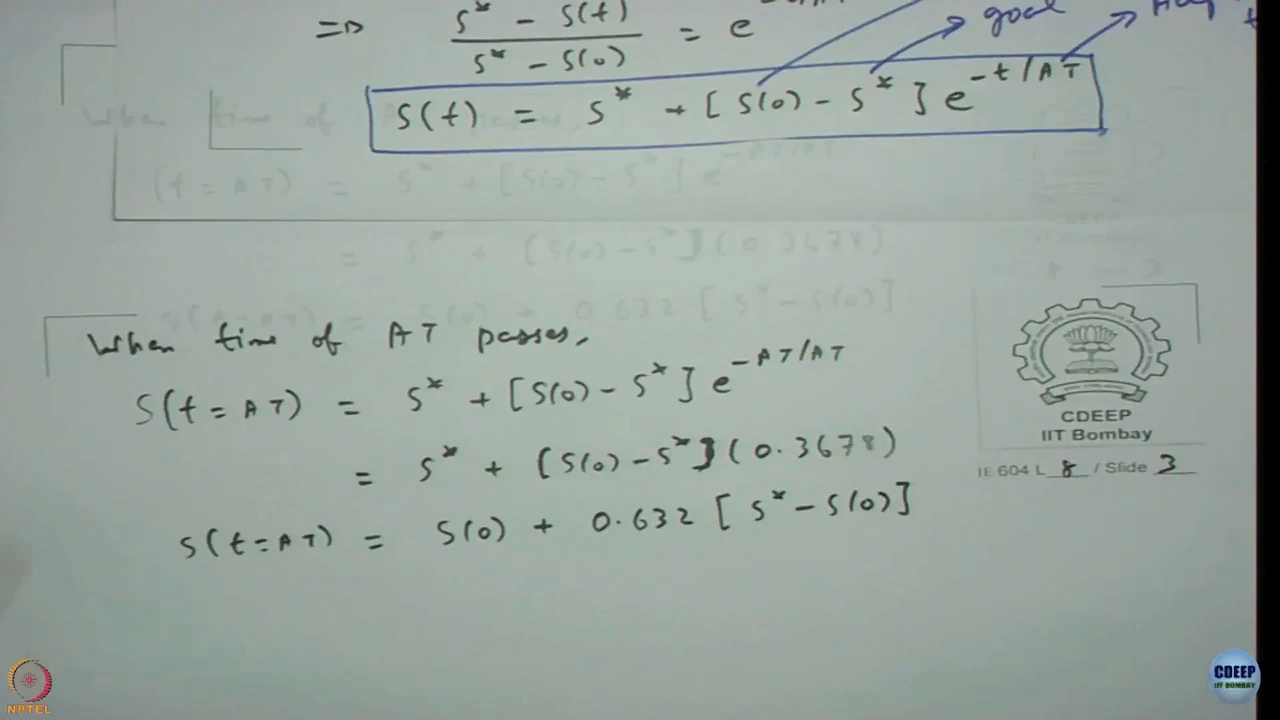 => S* - S(t) / S* - S(0) = e
goal
S(t) = S* + [S(0) - S*] e^{-t/AT}
When time of AT passes,
S(t = AT) = S* + [S(0) - S*] e^{-AT/AT}
= S* + [S(0) - S*] (0.3678)
S(t=AT) = S(0) + 0.632 [S* - S(0)]
CDEEP
IIT Bombay
IE 604 L 8 / Slide 3
NPTEL
CDEEP
IIT BOMBAY